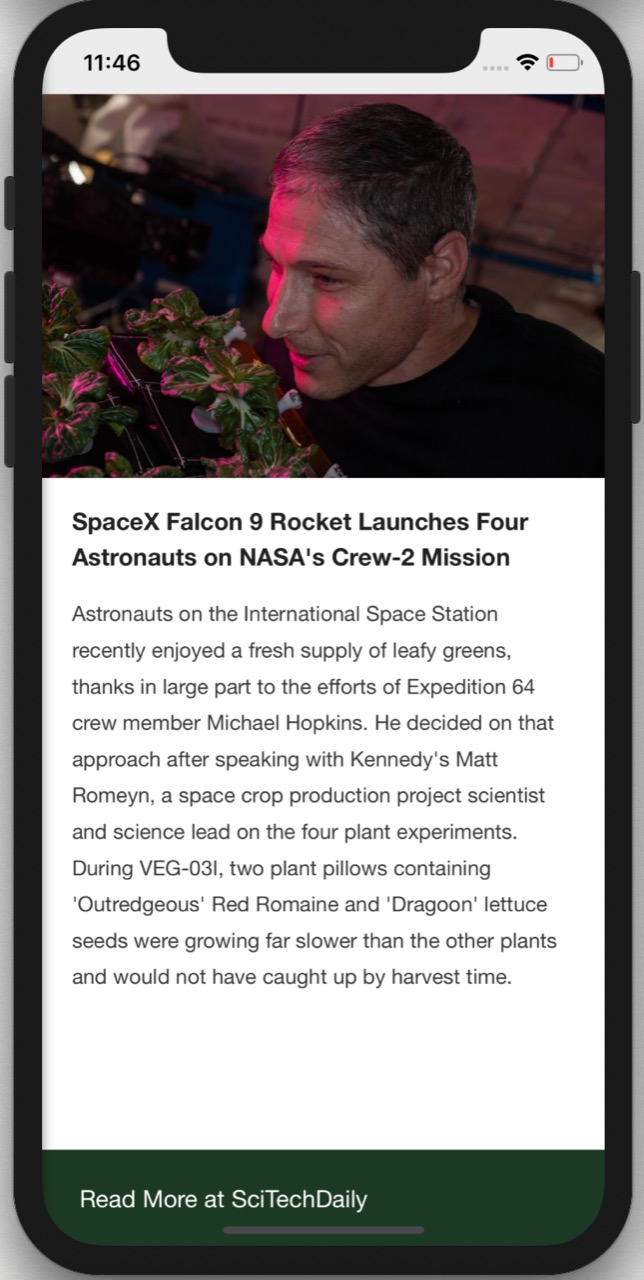 11:46
SpaceX Falcon 9 Rocket Launches Four
Astronauts on NASA's Crew-2 Mission
Astronauts on the International Space Station
recently enjoyed a fresh supply of leafy greens,
thanks in large part to the efforts of Expedition 64
crew member Michael Hopkins. He decided on that
approach after speaking with Kennedy's Matt
Romeyn, a space crop production project scientist
and science lead on the four plant experiments.
During VEG-03I, two plant pillows containing
'Outredgeous' Red Romaine and 'Dragoon' lettuce
seeds were growing far slower than the other plants
and would not have caught up by harvest time.
Read More at SciTechDaily